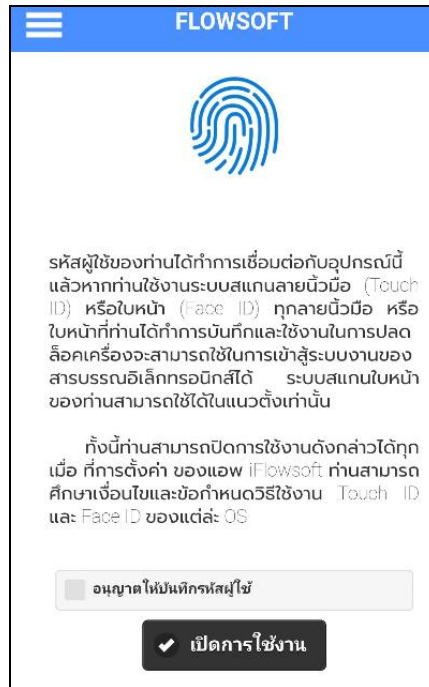 FLOWSOFT
รหัสผู้ใช้ของท่านได้ทำการเชื่อมต่อกับอุปกรณ์นี้
แล้วหากท่านใช้งานระบบสแกนลายนิ้วมือ (Touch
ID) หรือใบหน้า (Face ID) ทุกลายนิ้วมือ หรือ
ใบหน้าที่ท่านได้ทำการบันทึกและใช้งานในการปลด
ล็อคเครื่องจะสามารถใช้ในการเข้าสู่ระบบงานของ
สารบรรณอิเล็กทรอนิกส์ได้ ระบบสแกนใบหน้า
ของท่านสามารถใช้ได้ในแนวตั้งเท่านั้น
ทั้งนี้ท่านสามารถปิดการใช้งานดังกล่าวได้ทุก
เมื่อ ที่การตั้งค่า ของแอพ iFlowsoft ท่านสามารถ
ศึกษาเงื่อนไขและข้อกำหนดวิธีใช้งาน Touch ID
และ Face ID ของแต่ล่ะ OS
อนุญาตให้บันทึกรหัสผู้ใช้
เปิดการใช้งาน